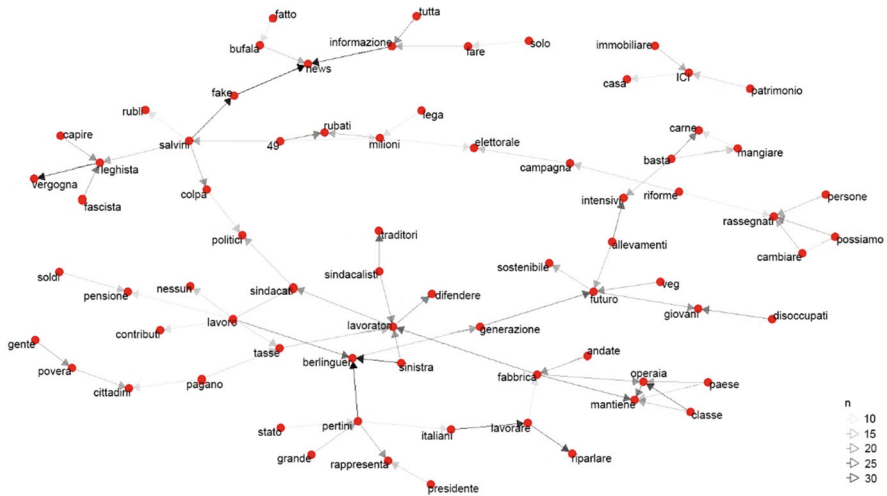 fatto
tutta
bufala
informazione
news
fare
solo
immobiliare
casa
ICI
patrimonio
fake
rubli
capire
salvini
49
rubati
milioni
lega
elettorale
carne
basta
mangiare
leghista
vergogna
fascista
colpa
campagna
intensivi
riforme
persone
rassegnati
possiamo
cambiare
politici
traditori
allevamenti
sindacalisti
sostenibile
soldi
pensione
nessun
sindacati
difendere
futuro
veg
giovani
disoccupati
contributi
lavoro
lavoratori
generazione
gente
povera
tasse
berlinguer
sinistra
andate
cittadini
pagano
fabbrica
operaia
paese
mantiene
classe
stato
pertini
italiani
lavorare
grande
rappresenta
riparlare
presidente
n
10
15
20
25
30